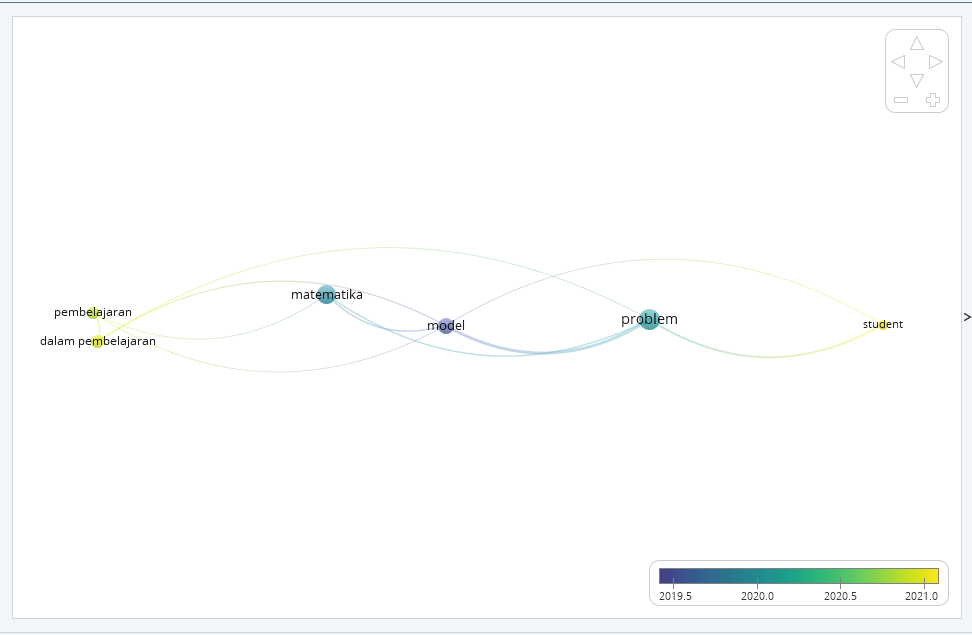 matematika
pembelajaran
problem
student
model
dalam pembelajaran
2019.5
2020.0
2020.5
2021.0